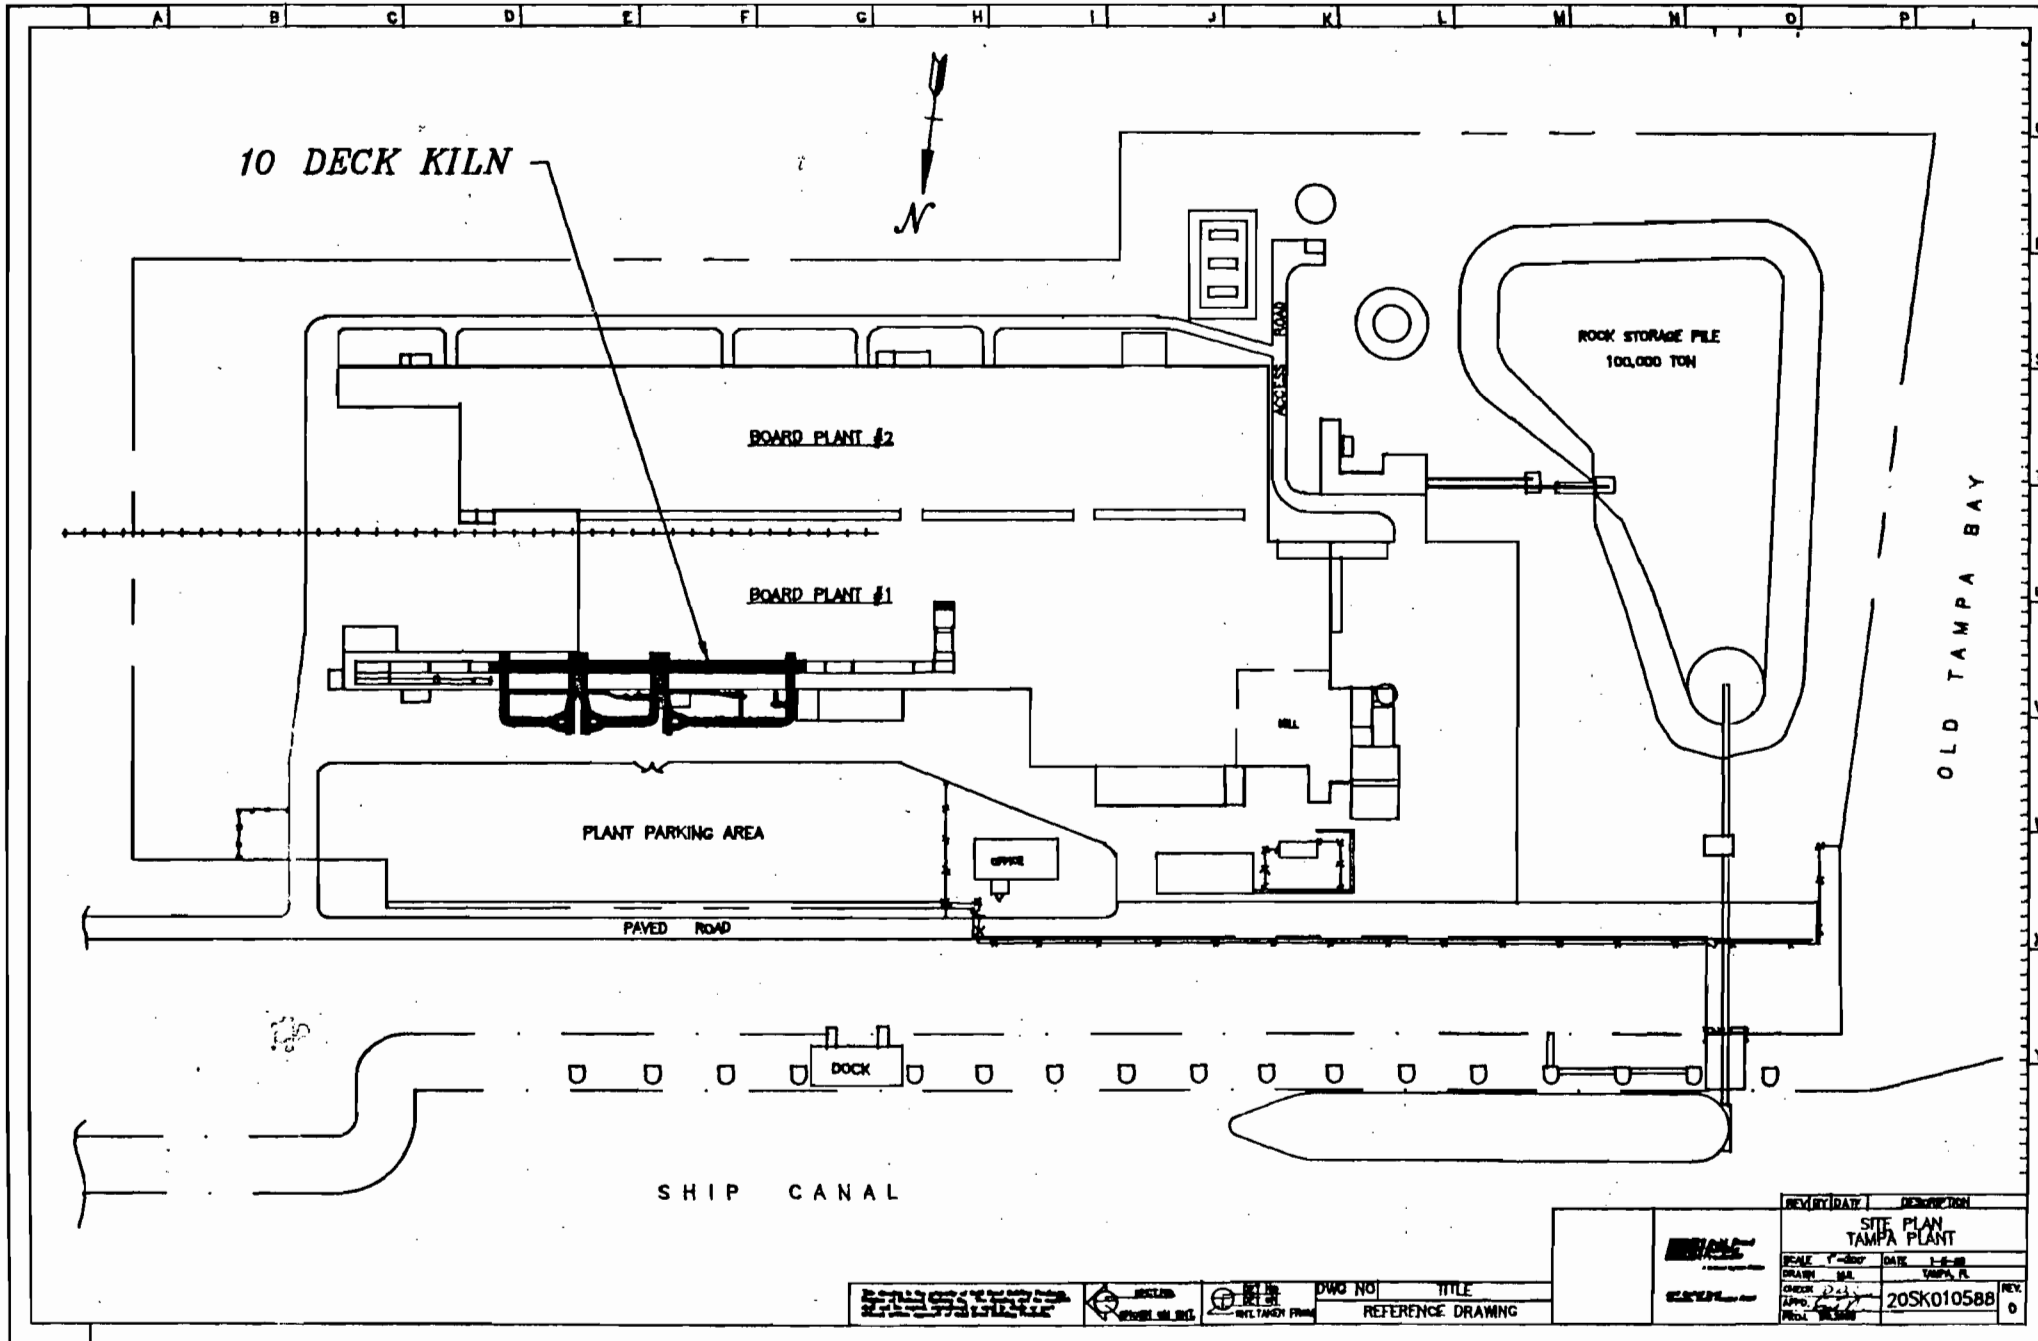 A B C D E F G H I J K L M N O P
10 DECK KILN
N
ACCESS ROAD
ROCK STORAGE PILE
100,000 TON
BOARD PLANT #2
BOARD PLANT #1
OLD TAMPA BAY
MILL
PLANT PARKING AREA
OFFICE
PAVED ROAD
DOCK
SHIP CANAL
REV BY DATE DESCRIPTION
SITE PLAN
TAMPA PLANT
SCALE 1"=200' DATE
DRAWN TAMPA, FL
CHECK
APPD.
20SK010588
REV.
0
DWG NO TITLE
REFERENCE DRAWING